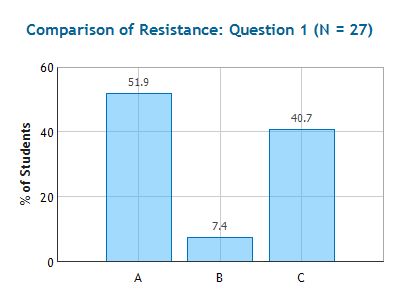 Comparison of Resistance: Question 1 (N = 27)
% of Students
60
40
20
0
51.9
7.4
40.7
A B C